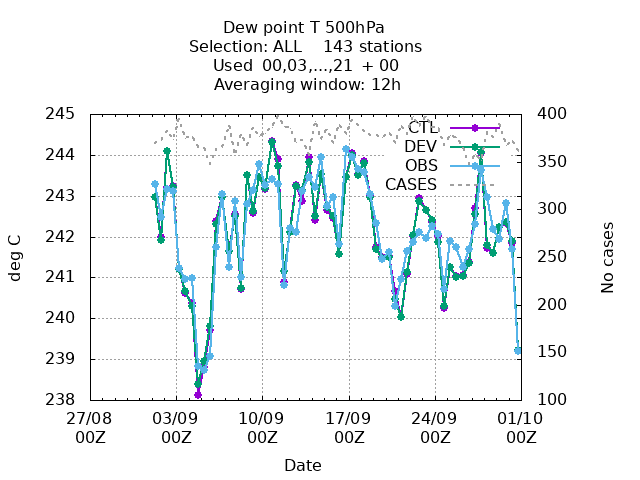 Dew point T 500hPa
Selection: ALL 143 stations
Used 00,03,...,21 + 00
Averaging window: 12h
245
244
243
242
241
240
239
238
deg C
400
350
300
250
200
150
100
No cases
CTL
DEV
OBS
CASES
27/08 03/09 10/09 17/09 24/09 01/10
00Z 00Z 00Z 00Z 00Z 00Z
Date